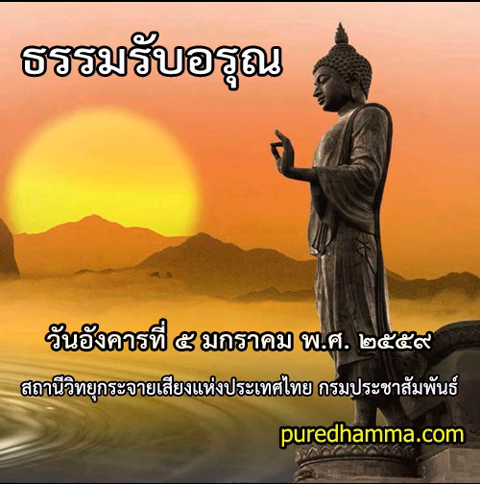 ธรรมรับอรุณ
วันอังคารที่ ๕ มกราคม พ.ศ. ๒๕๕๙
สถานีวิทยุกระจายเสียงแห่งประเทศไทย กรมประชาสัมพันธ์
puredhamma.com